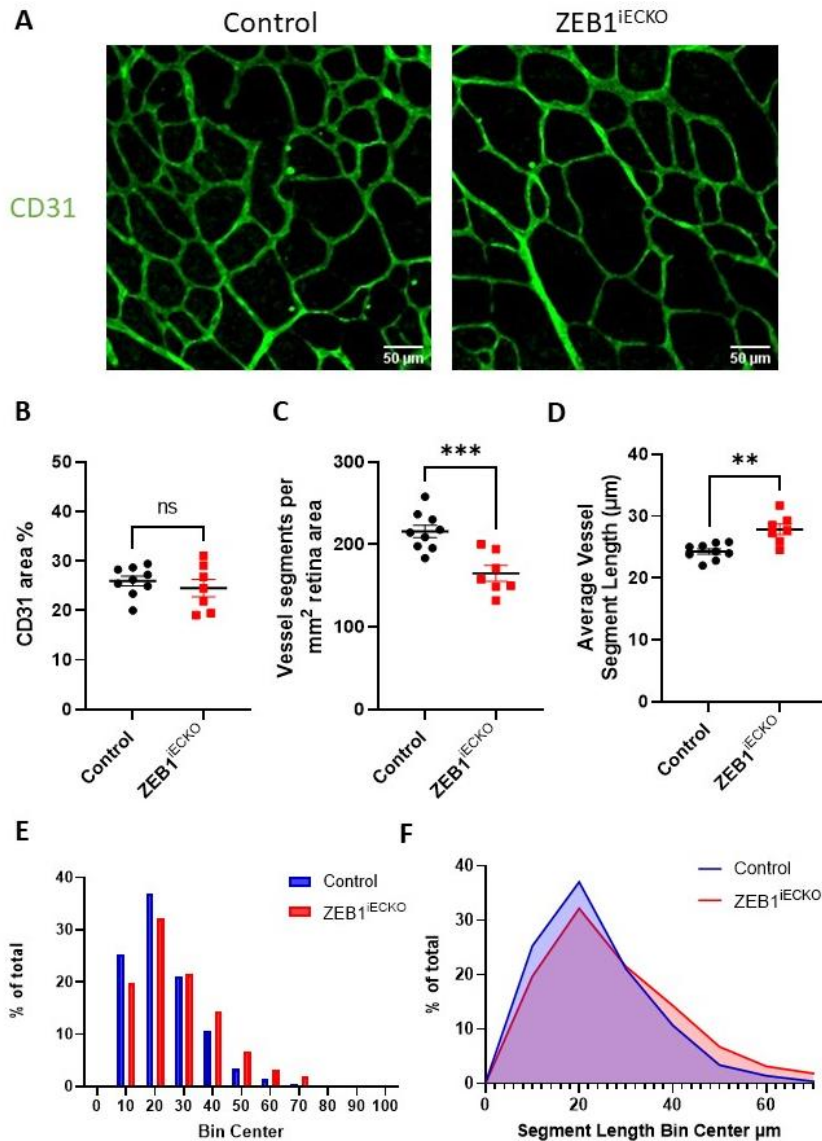 A
Control
ZEB1iECKO
CD31
50 µm
50 µm
B
C
D
50
40
30
20
10
0
CD31 area %
ns
Control
ZEB1iECKO
300
200
100
0
Vessel segments per
mm2 retina area
***
Control
ZEB1iECKO
40
30
20
10
0
Average Vessel
Segment Length (µm)
**
Control
ZEB1iECKO
E
40
30
20
10
0
% of total
Control
ZEB1iECKO
0 10 20 30 40 50 60 70 80 90 100
Bin Center
F
40
30
20
10
0
% of total
Control
ZEB1iECKO
0 20 40 60
Segment Length Bin Center µm